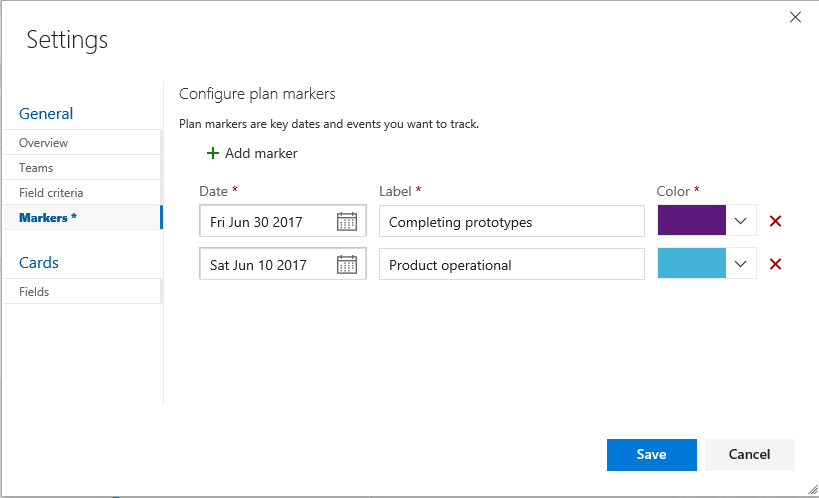 Settings
General
Overview
Teams
Field criteria
Markers *
Cards
Fields
Configure plan markers
Plan markers are key dates and events you want to track.
Add marker
Date * Label * Color *
Fri Jun 30 2017 Completing prototypes
Sat Jun 10 2017 Product operational
Save Cancel